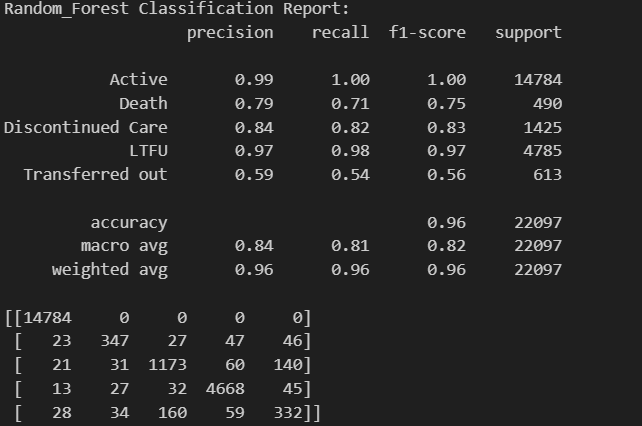 Random_Forest Classification Report:
precision recall f1-score support
Active 0.99 1.00 1.00 14784
Death 0.79 0.71 0.75 490
Discontinued Care 0.84 0.82 0.83 1425
LTFU 0.97 0.98 0.97 4785
Transferred out 0.59 0.54 0.56 613
accuracy 0.96 22097
macro avg 0.84 0.81 0.82 22097
weighted avg 0.96 0.96 0.96 22097
[[14784 0 0 0 0]
[ 23 347 27 47 46]
[ 21 31 1173 60 140]
[ 13 27 32 4668 45]
[ 28 34 160 59 332]]